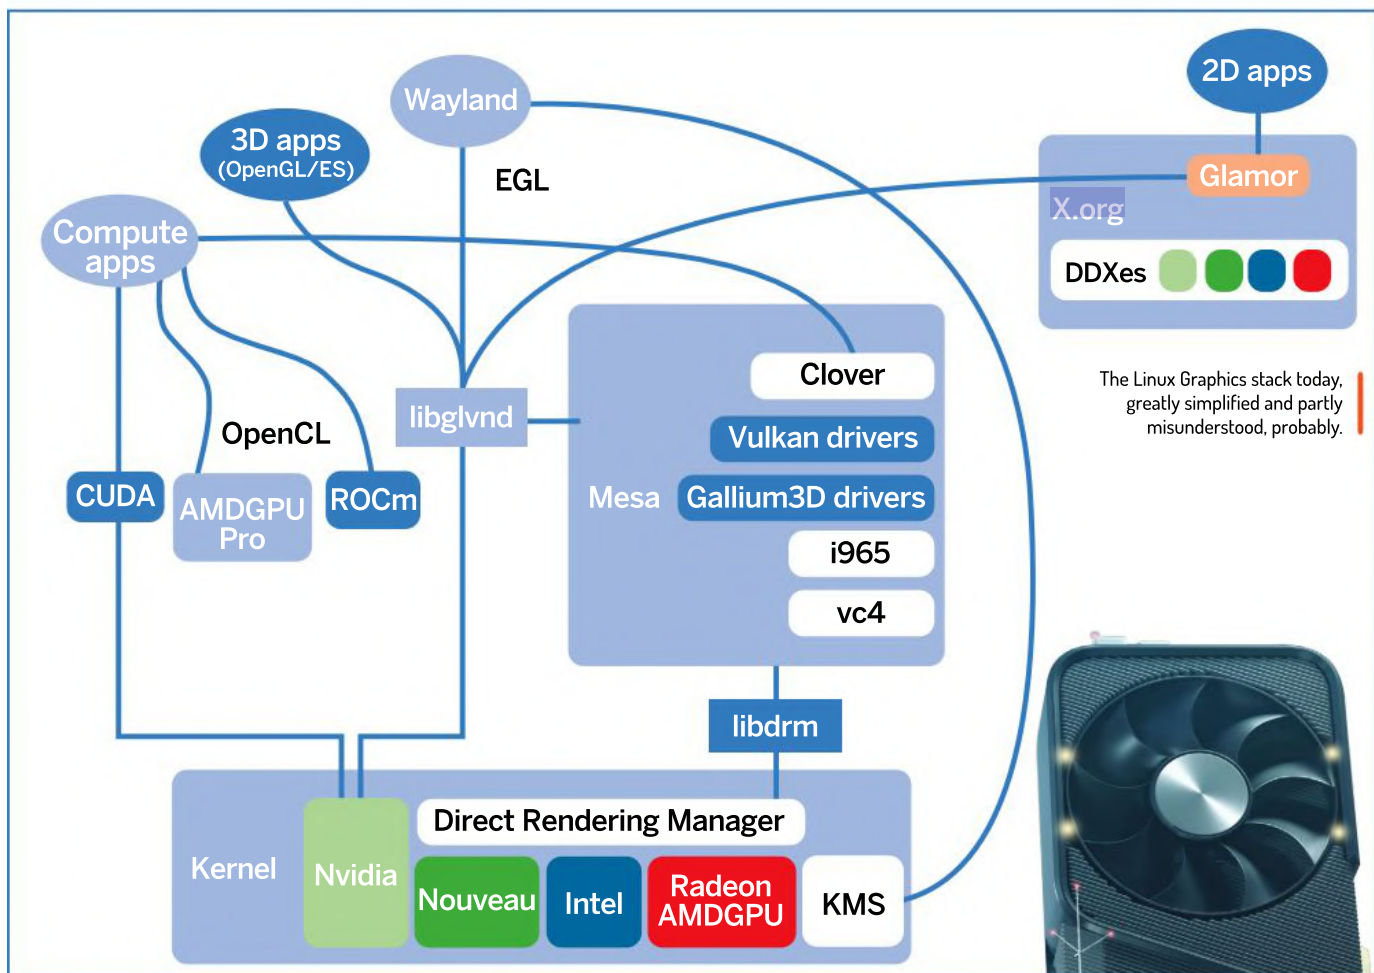 2D apps
Wayland
3D apps
(OpenGL/ES)
EGL
Glamor
X.org
Compute
apps
DDXes
Clover
The Linux Graphics stack today,
greatly simplified and partly
misunderstood, probably.
libglvnd
OpenCL
Vulkan drivers
CUDA
AMDGPU
Pro
ROCm
Mesa
Gallium3D drivers
i965
vc4
libdrm
Direct Rendering Manager
Kernel
Nvidia
Nouveau
Intel
Radeon
AMDGPU
KMS